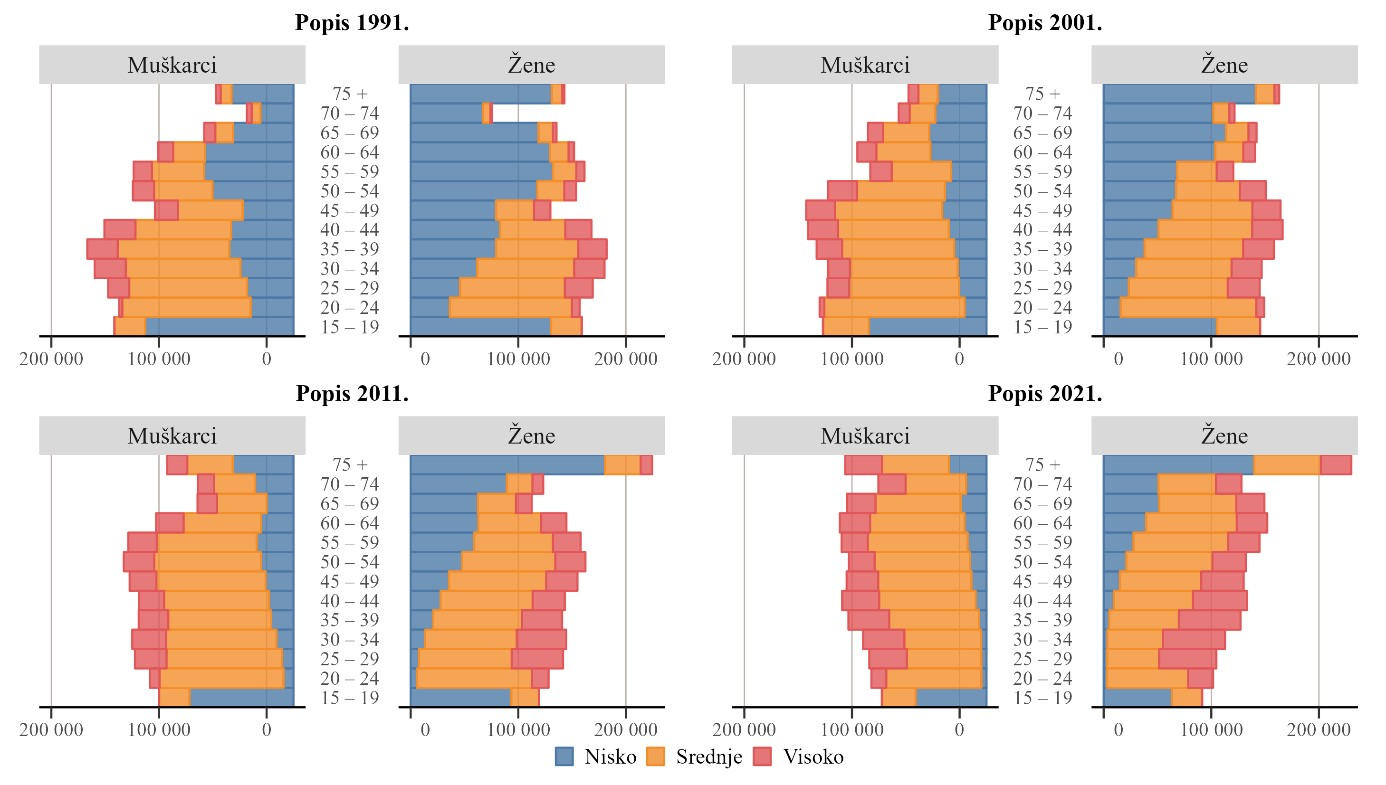 Popis 1991.
Popis 2001.
Muškarci
Žene
Muškarci
Žene
75 +
70 – 74
65 – 69
60 – 64
55 – 59
50 – 54
45 – 49
40 – 44
35 – 39
30 – 34
25 – 29
20 – 24
15 – 19
75 +
70 – 74
65 – 69
60 – 64
55 – 59
50 – 54
45 – 49
40 – 44
35 – 39
30 – 34
25 – 29
20 – 24
15 – 19
200 000 100 000 0
0 100 000 200 000
200 000 100 000 0
0 100 000 200 000
Popis 2011.
Popis 2021.
Muškarci
Žene
Muškarci
Žene
75 +
70 – 74
65 – 69
60 – 64
55 – 59
50 – 54
45 – 49
40 – 44
35 – 39
30 – 34
25 – 29
20 – 24
15 – 19
75 +
70 – 74
65 – 69
60 – 64
55 – 59
50 – 54
45 – 49
40 – 44
35 – 39
30 – 34
25 – 29
20 – 24
15 – 19
200 000 100 000 0
0 100 000 200 000
200 000 100 000 0
0 100 000 200 000
Nisko Srednje Visoko